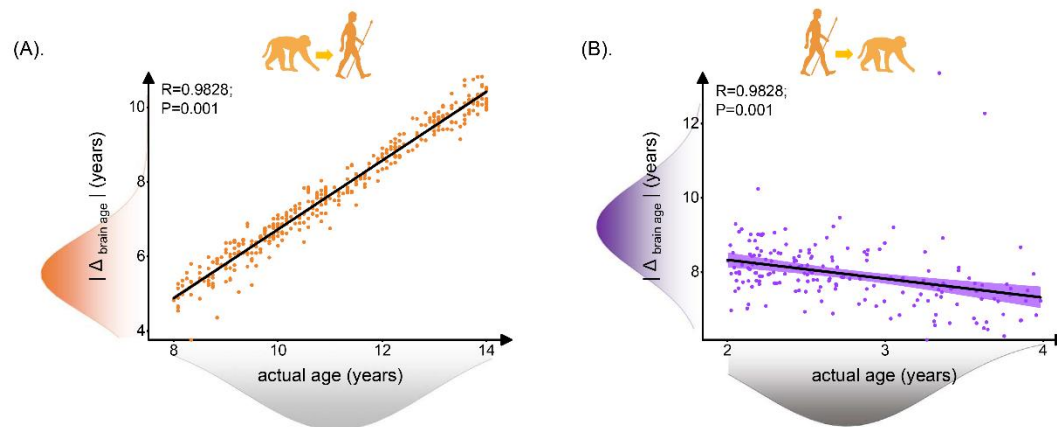 (A).
R=0.9828;
P=0.001
10
8
6
4
8
10
12
14
| Δ brain age | (years)
actual age (years)
(B).
R=0.9828;
P=0.001
12
10
8
2
3
4
| Δ brain age | (years)
actual age (years)